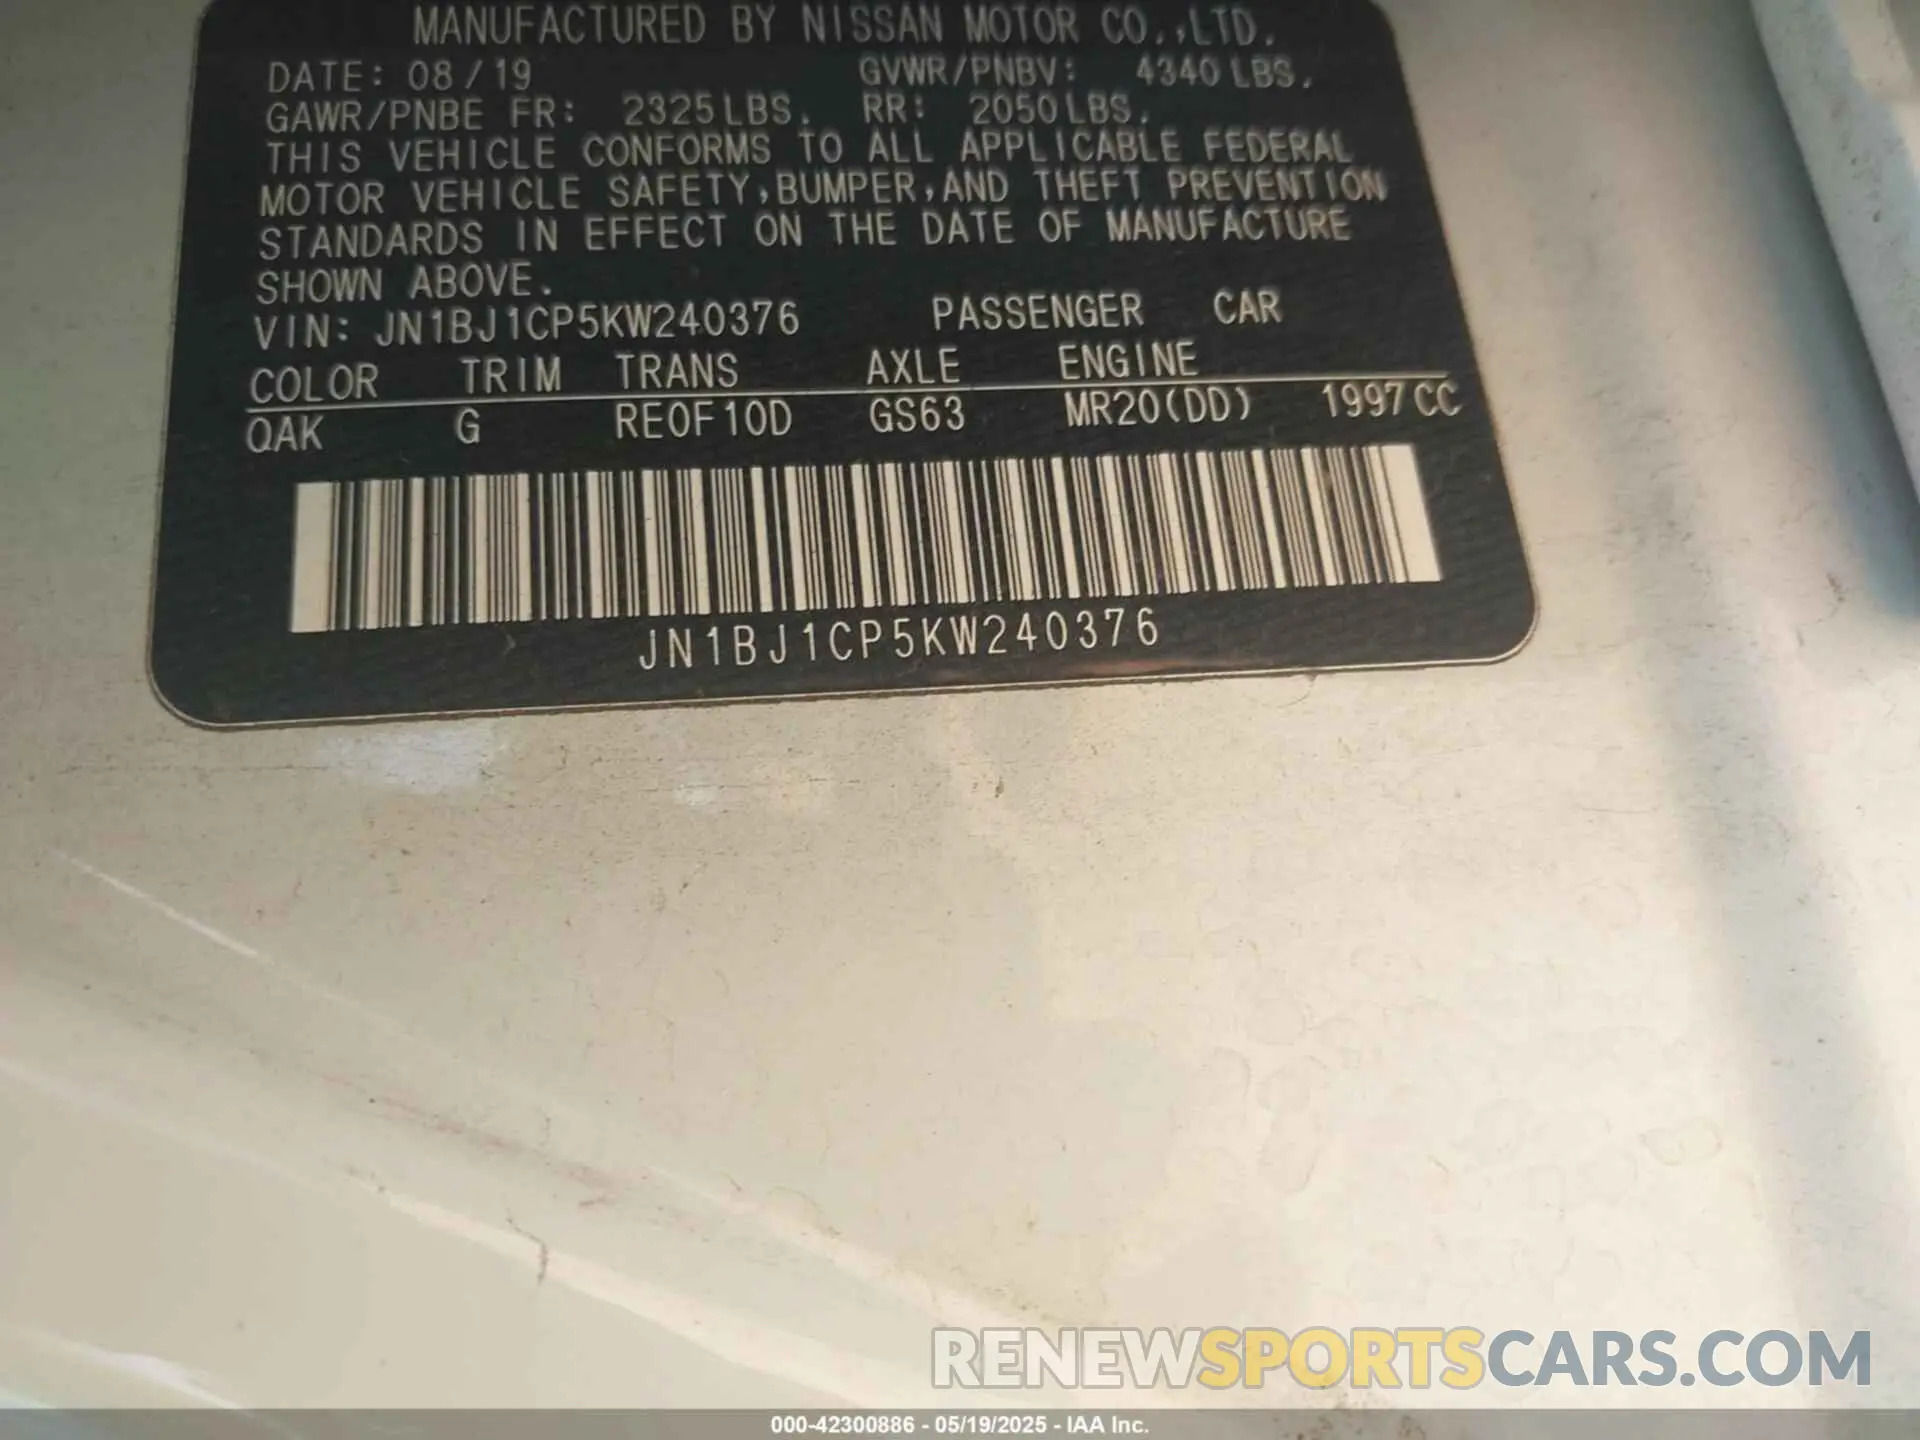 MANUFACTURED BY NISSAN MOTOR CO.,LTD.
DATE: 08/19 GVWR/PNBV: 4340 LBS.
GAWR/PNBE FR: 2325 LBS. RR: 2050 LBS.
THIS VEHICLE CONFORMS TO ALL APPLICABLE FEDERAL
MOTOR VEHICLE SAFETY,BUMPER,AND THEFT PREVENTION
STANDARDS IN EFFECT ON THE DATE OF MANUFACTURE
SHOWN ABOVE.
VIN: JN1BJ1CP5KW240376 PASSENGER CAR
COLOR TRIM TRANS AXLE ENGINE
QAK G RE0F10D GS63 MR20(DD) 1997 CC
JN1BJ1CP5KW240376
RENEWSPORTSCARS.COM
000-42300886 - 05/19/2025 - IAA Inc.